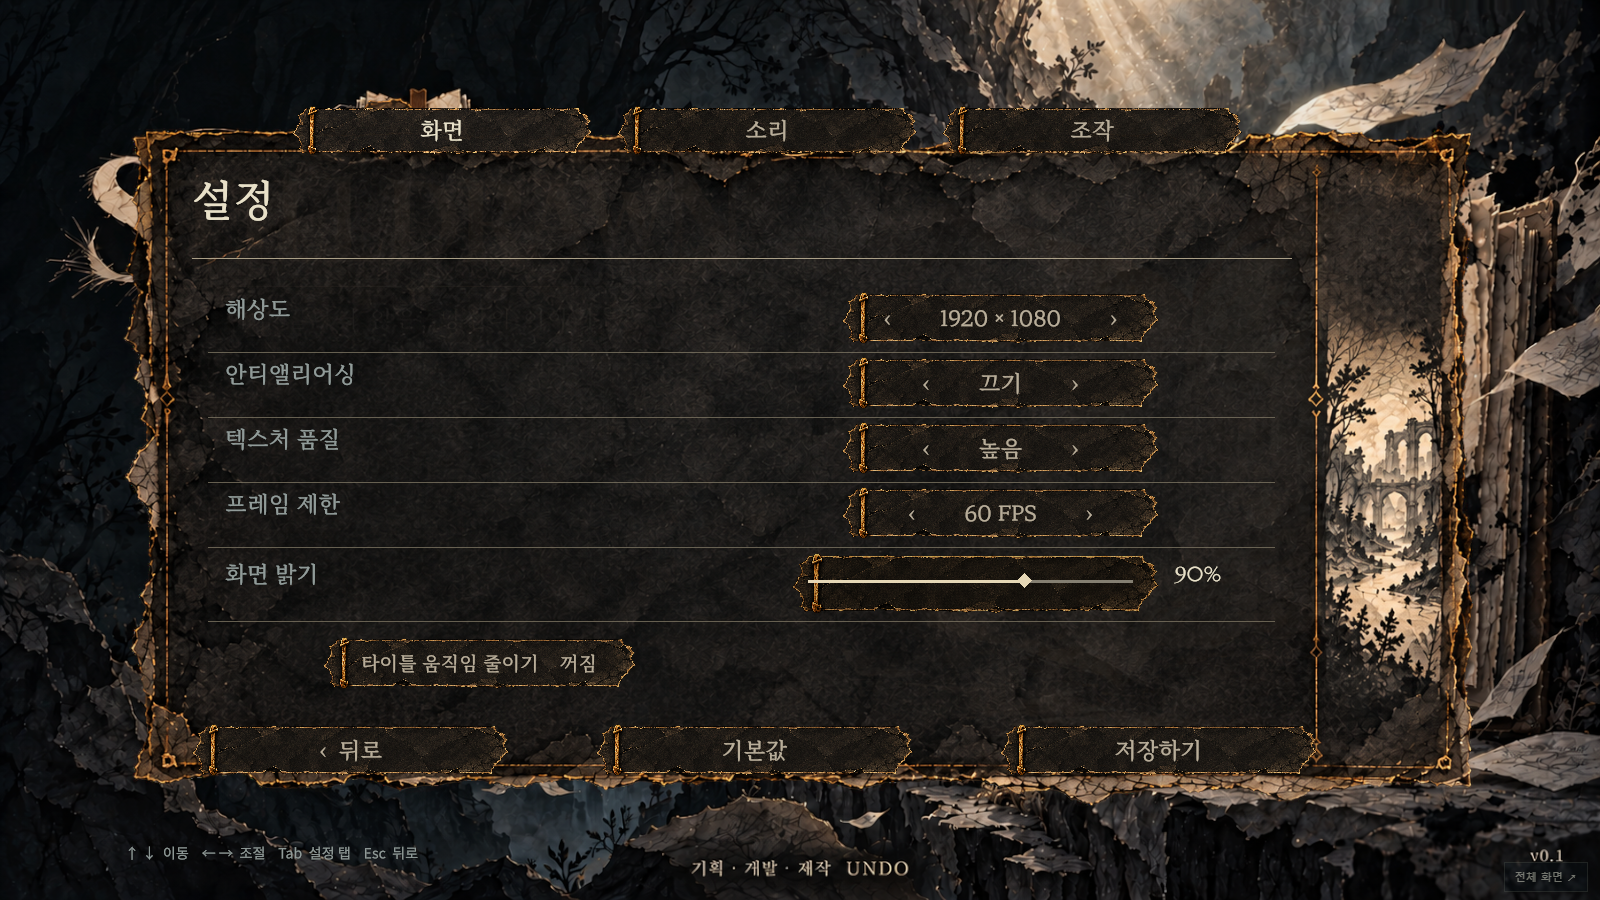 화면 소리 조작
설정
해상도 ‹ 1920 × 1080 ›
안티앨리어싱 ‹ 끄기 ›
텍스처 품질 ‹ 높음 ›
프레임 제한 ‹ 60 FPS ›
화면 밝기 90%
타이틀 움직임 줄이기 꺼짐
‹ 뒤로 기본값 저장하기
↑ ↓ 이동 ←→ 조절 Tab 설정 탭 Esc 뒤로
기획 · 개발 · 제작 UNDO
v0.1
전체 화면 ↗